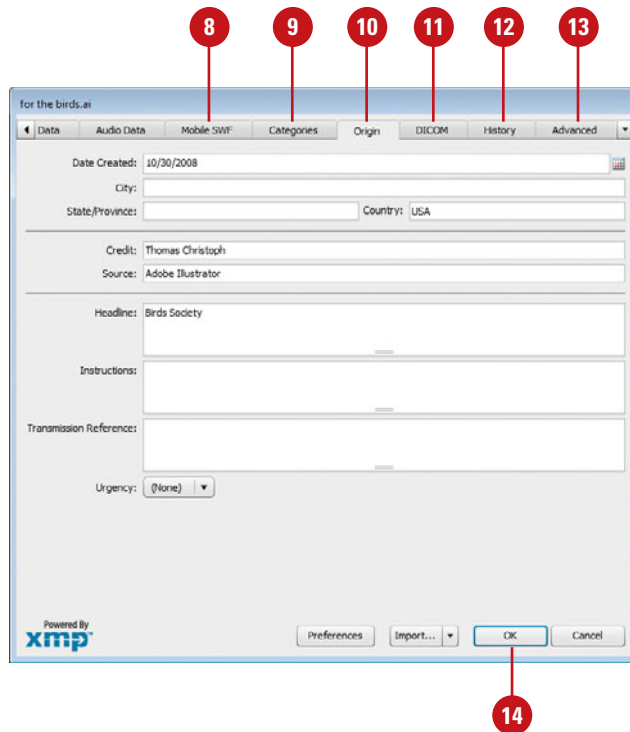 8 9 10 11 12 13
for the birds.ai
Data Audio Data Mobile SWF Categories Origin DICOM History Advanced
Date Created: 10/30/2008
City:
State/Province: Country: USA
Credit: Thomas Christoph
Source: Adobe Illustrator
Headline: Birds Society
Instructions:
Transmission Reference:
Urgency: (None)
Powered By
xmp
Preferences Import... OK Cancel
14